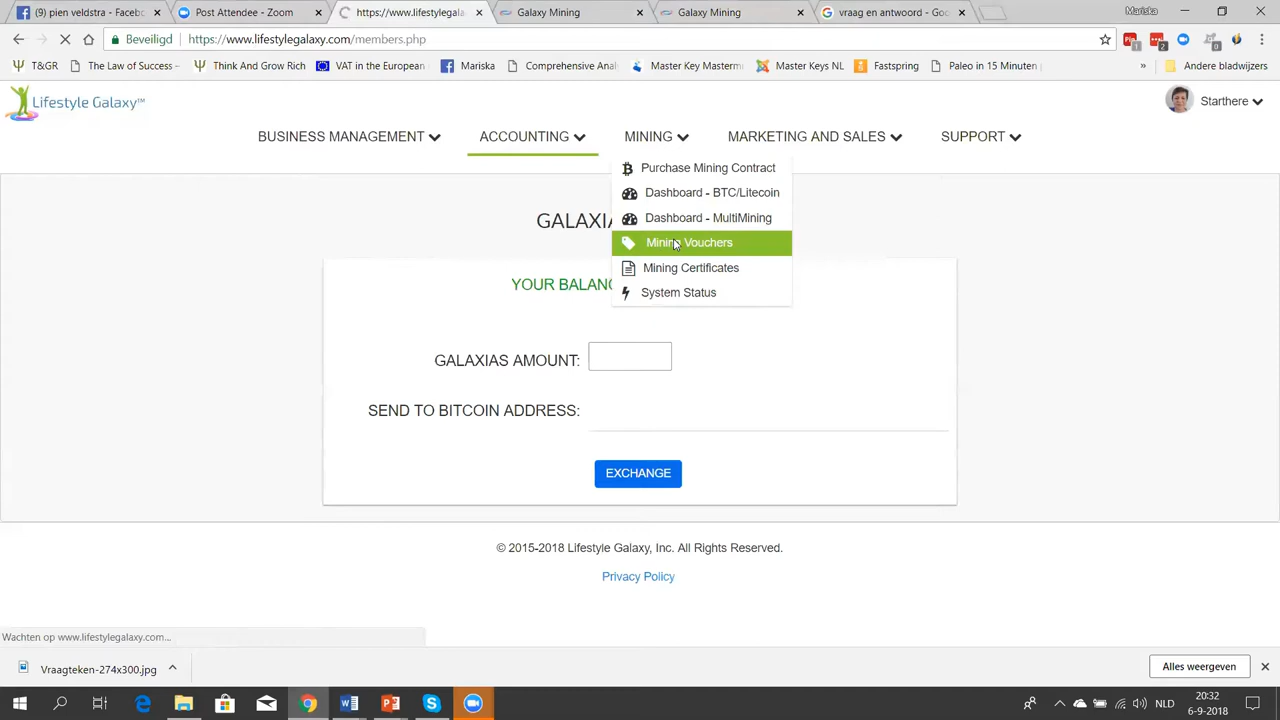 (9) pien veldstra - Faceb
Post Attendee - Zoom
https://www.lifestylegala
Galaxy Mining
Galaxy Mining
vraag en antwoord - Goo
Mariska
Beveiligd
https://www.lifestylegalaxy.com/members.php
1
2
0
T&GR
The Law of Success -
Think And Grow Rich
VAT in the European
Mariska
Comprehensive Anal
Master Key Masterm
Master Keys NL
Fastspring
Paleo in 15 Minuten
»
Andere bladwijzers
Lifestyle Galaxy™
Starthere
BUSINESS MANAGEMENT
ACCOUNTING
MINING
MARKETING AND SALES
SUPPORT
Purchase Mining Contract
Dashboard - BTC/Litecoin
Dashboard - MultiMining
Mining Vouchers
Mining Certificates
System Status
GALAXIA
YOUR BALANC
GALAXIAS AMOUNT:
SEND TO BITCOIN ADDRESS:
EXCHANGE
© 2015-2018 Lifestyle Galaxy, Inc. All Rights Reserved.
Privacy Policy
Wachten op www.lifestylegalaxy.com...
Vraagteken-274x300.jpg
Alles weergeven
NLD
20:32
6-9-2018